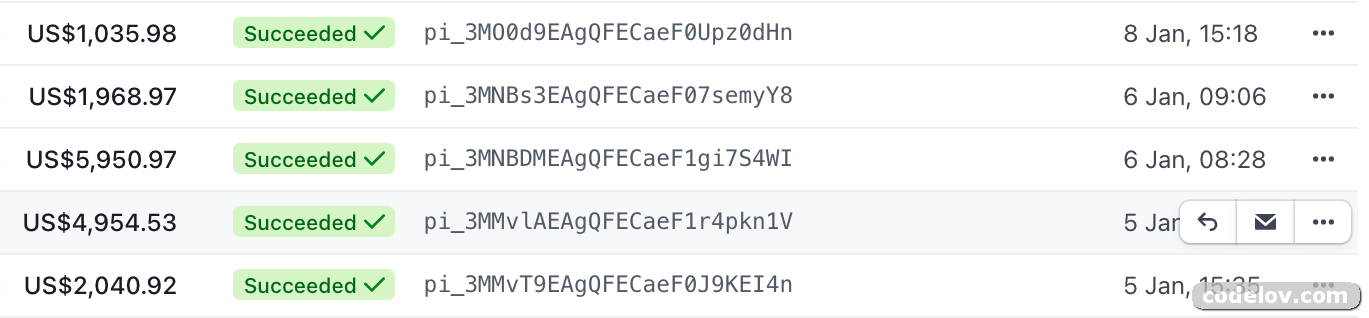 US$1,035.98 Succeeded pi_3MO0d9EAgQFECaeF0Upz0dHn 8 Jan, 15:18
US$1,968.97 Succeeded pi_3MNBs3EAgQFECaeF07semyY8 6 Jan, 09:06
US$5,950.97 Succeeded pi_3MNBDMEAgQFECaeF1gi7S4WI 6 Jan, 08:28
US$4,954.53 Succeeded pi_3MMvlAEAgQFECaeF1r4pkn1V 5 Jan
US$2,040.92 Succeeded pi_3MMvT9EAgQFECaeF0J9KEI4n 5 Jan, 15:35
codelov.com